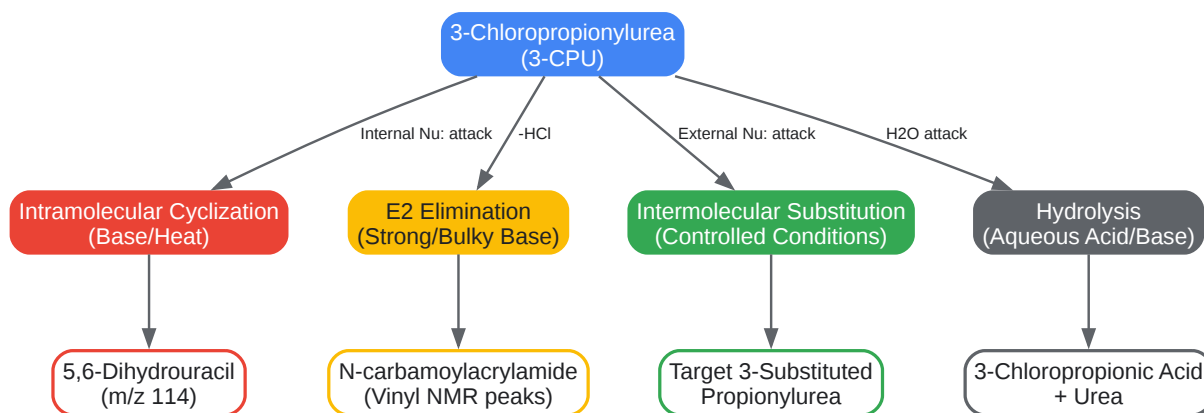 3-Chloropropionylurea
(3-CPU)
Internal Nu: attack
-HCl
External Nu: attack
H2O attack
Intramolecular Cyclization
(Base/Heat)
E2 Elimination
(Strong/Bulky Base)
Intermolecular Substitution
(Controlled Conditions)
Hydrolysis
(Aqueous Acid/Base)
5,6-Dihydrouracil
(m/z 114)
N-carbamoylacrylamide
(Vinyl NMR peaks)
Target 3-Substituted
Propionylurea
3-Chloropropionic Acid
+ Urea